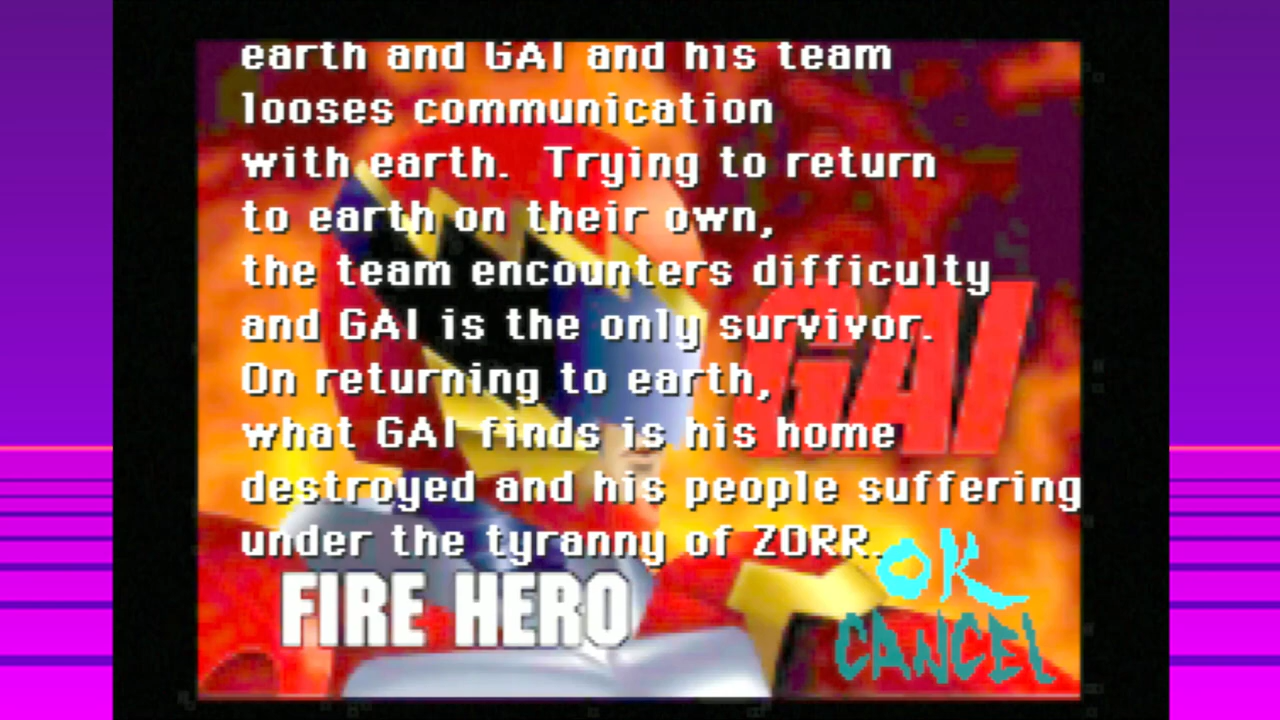 earth and GAI and his team
looses communication
with earth. Trying to return
to earth on their own,
the team encounters difficulty
and GAI is the only survivor.
On returning to earth,
what GAI finds is his home
destroyed and his people suffering
under the tyranny of ZORR.
GAI
FIRE HERO
OK
CANCEL